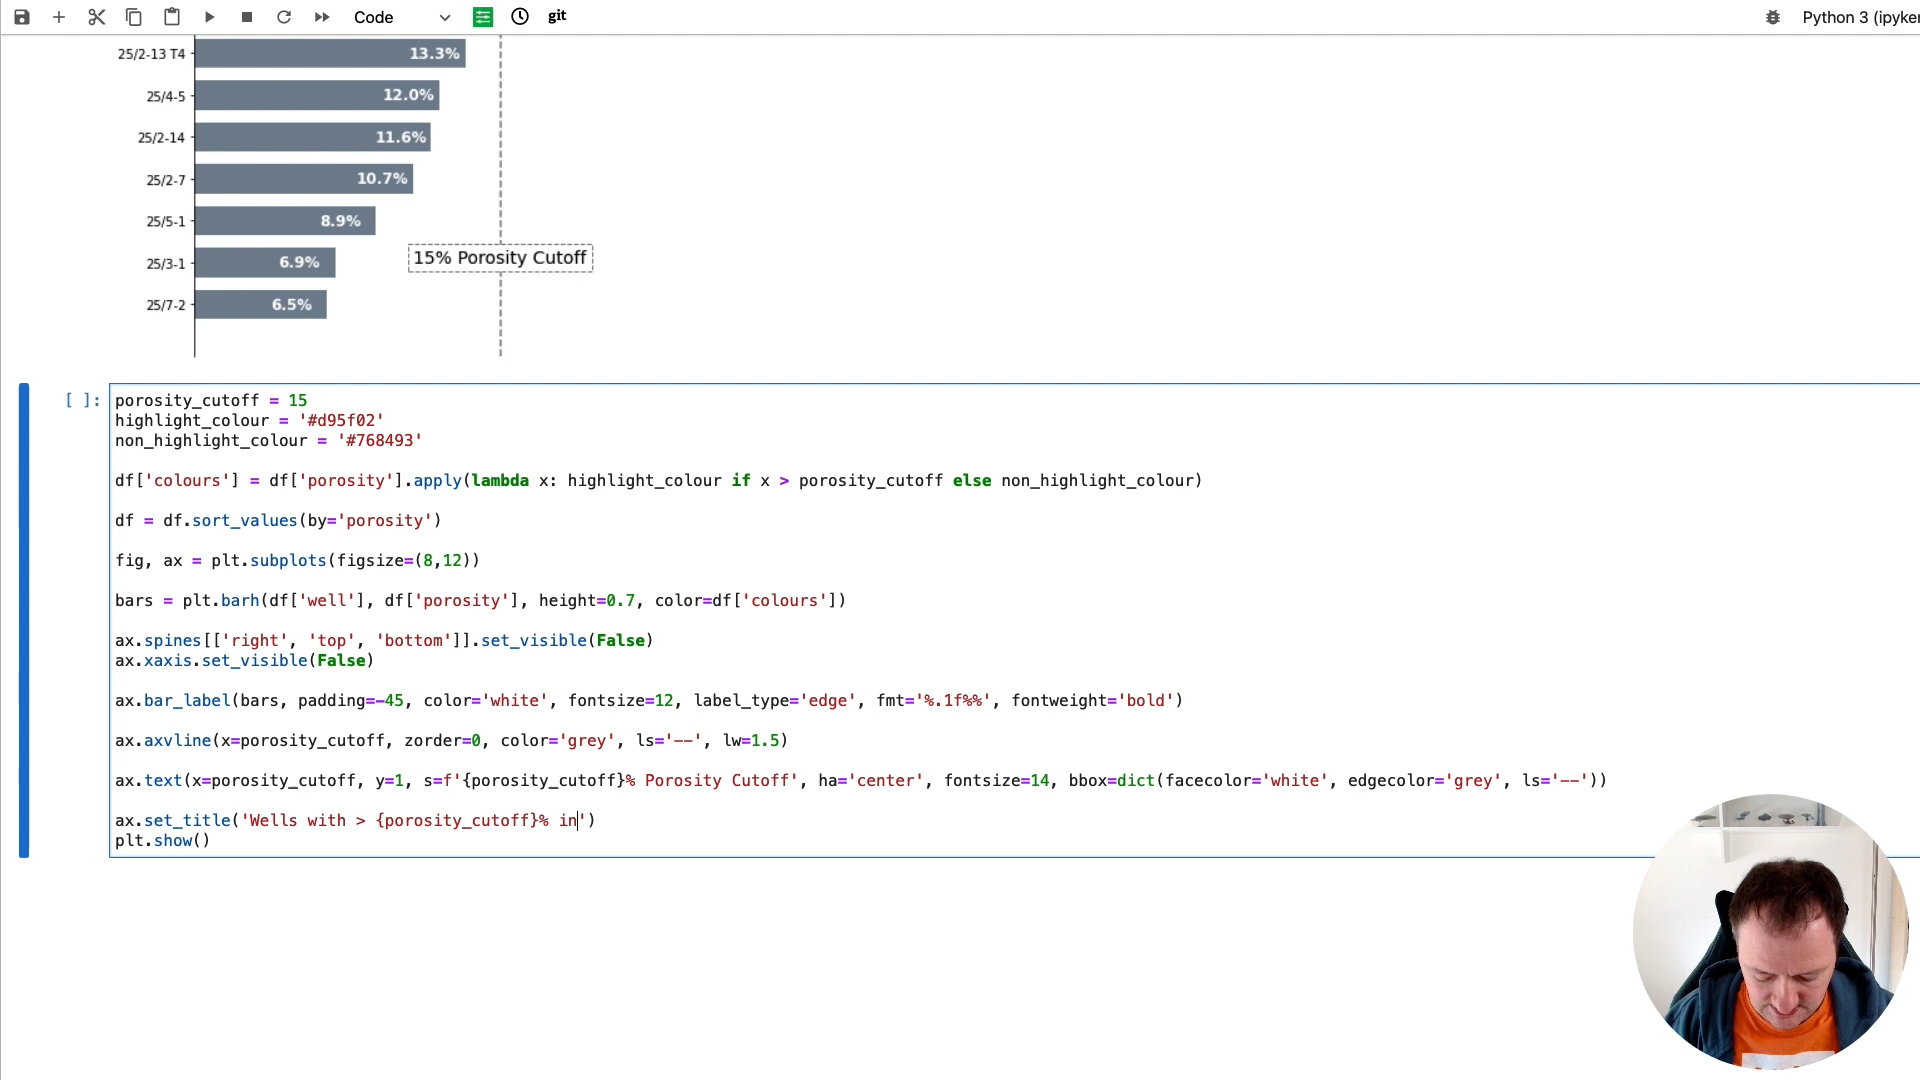 Code
git
Python 3 (ipyker
25/2-13 T4
13.3%
25/4-5
12.0%
25/2-14
11.6%
25/2-7
10.7%
25/5-1
8.9%
25/3-1
6.9%
15% Porosity Cutoff
25/7-2
6.5%
[ ]:
porosity_cutoff = 15
highlight_colour = '#d95f02'
non_highlight_colour = '#768493'
df['colours'] = df['porosity'].apply(lambda x: highlight_colour if x > porosity_cutoff else non_highlight_colour)
df = df.sort_values(by='porosity')
fig, ax = plt.subplots(figsize=(8,12))
bars = plt.barh(df['well'], df['porosity'], height=0.7, color=df['colours'])
ax.spines[['right', 'top', 'bottom']].set_visible(False)
ax.xaxis.set_visible(False)
ax.bar_label(bars, padding=-45, color='white', fontsize=12, label_type='edge', fmt='%.1f%%', fontweight='bold')
ax.axvline(x=porosity_cutoff, zorder=0, color='grey', ls='--', lw=1.5)
ax.text(x=porosity_cutoff, y=1, s=f'{porosity_cutoff}% Porosity Cutoff', ha='center', fontsize=14, bbox=dict(facecolor='white', edgecolor='grey', ls='--'))
ax.set_title('Wells with > {porosity_cutoff}% in')
plt.show()